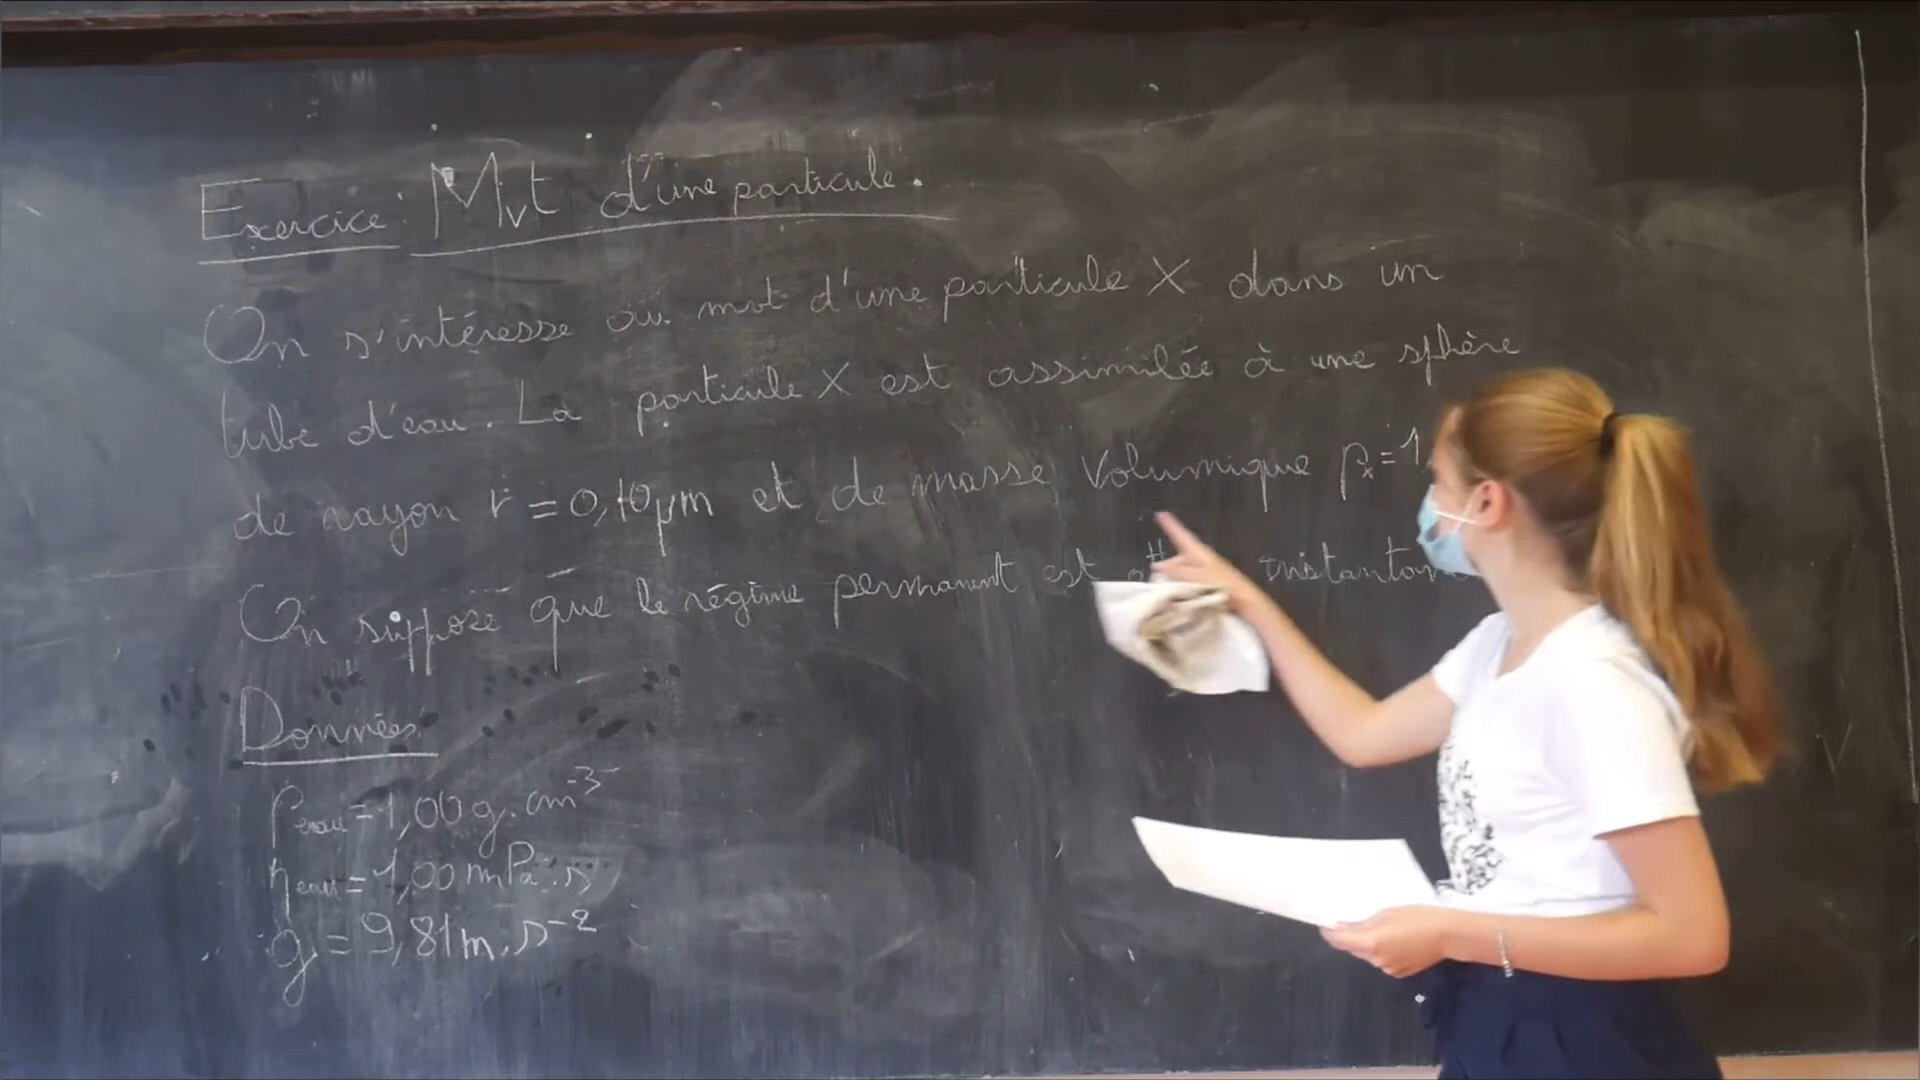 Exercice : Mvt d'une particule.
On s'intéresse au mvt d'une particule X dans un
tube d'eau. La particule X est assimilée à une sphère
de rayon r = 0,10 μm et de masse volumique ρx = 1,
On suppose que le régime permanent est
Données
ρeau = 1,00 g. cm-3
ηeau = 1,00 mPa.s
g = 9,81 m.s-2